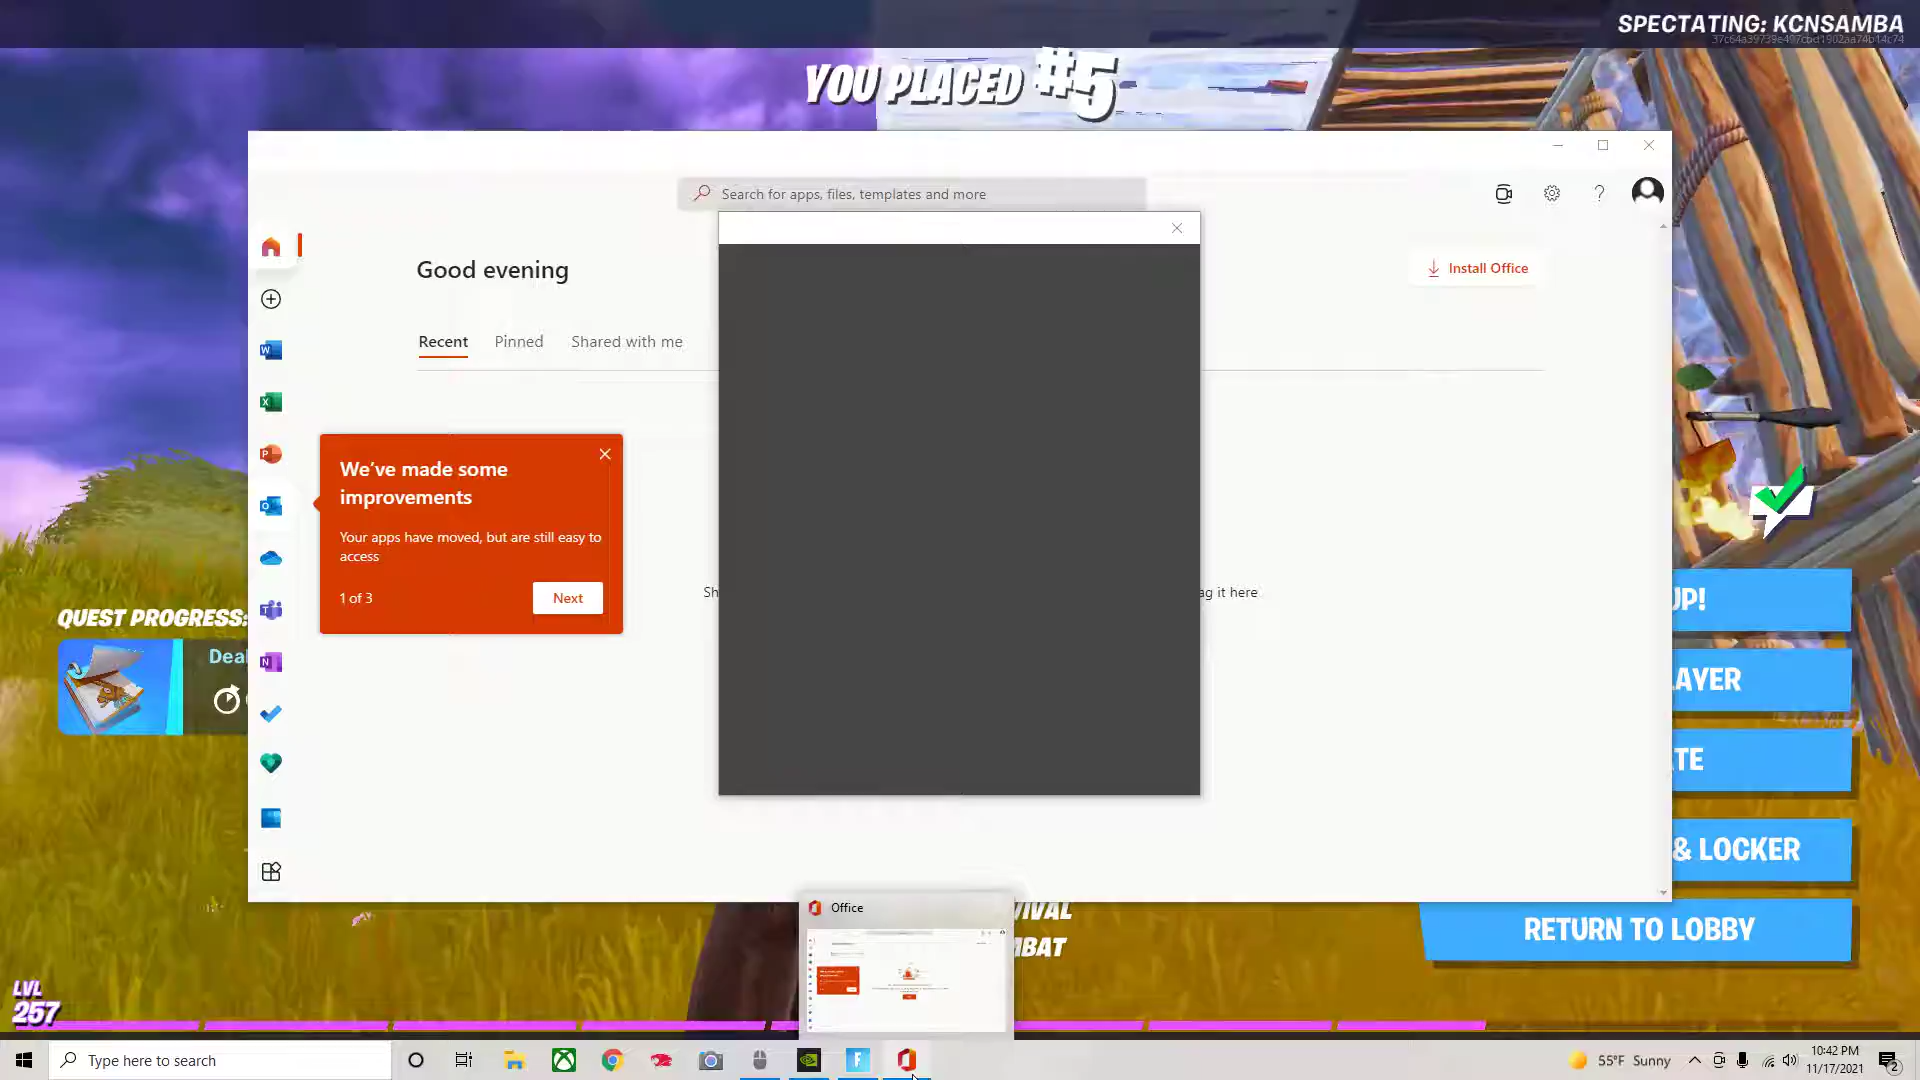 SPECTATING: KCNSAMBA
YOU PLACED #5
Search for apps, files, templates and more
Good evening
Install Office
Recent
Pinned
Shared with me
We've made some
improvements
Your apps have moved, but are still easy to
access
1 of 3
Next
Sh
ag it here
QUEST PROGRESS:
Deal
UP!
LAYER
TE
& LOCKER
RETURN TO LOBBY
Office
VIVAL
MBAT
LVL
257
Type here to search
55°F Sunny
10:42 PM
11/17/2021
2